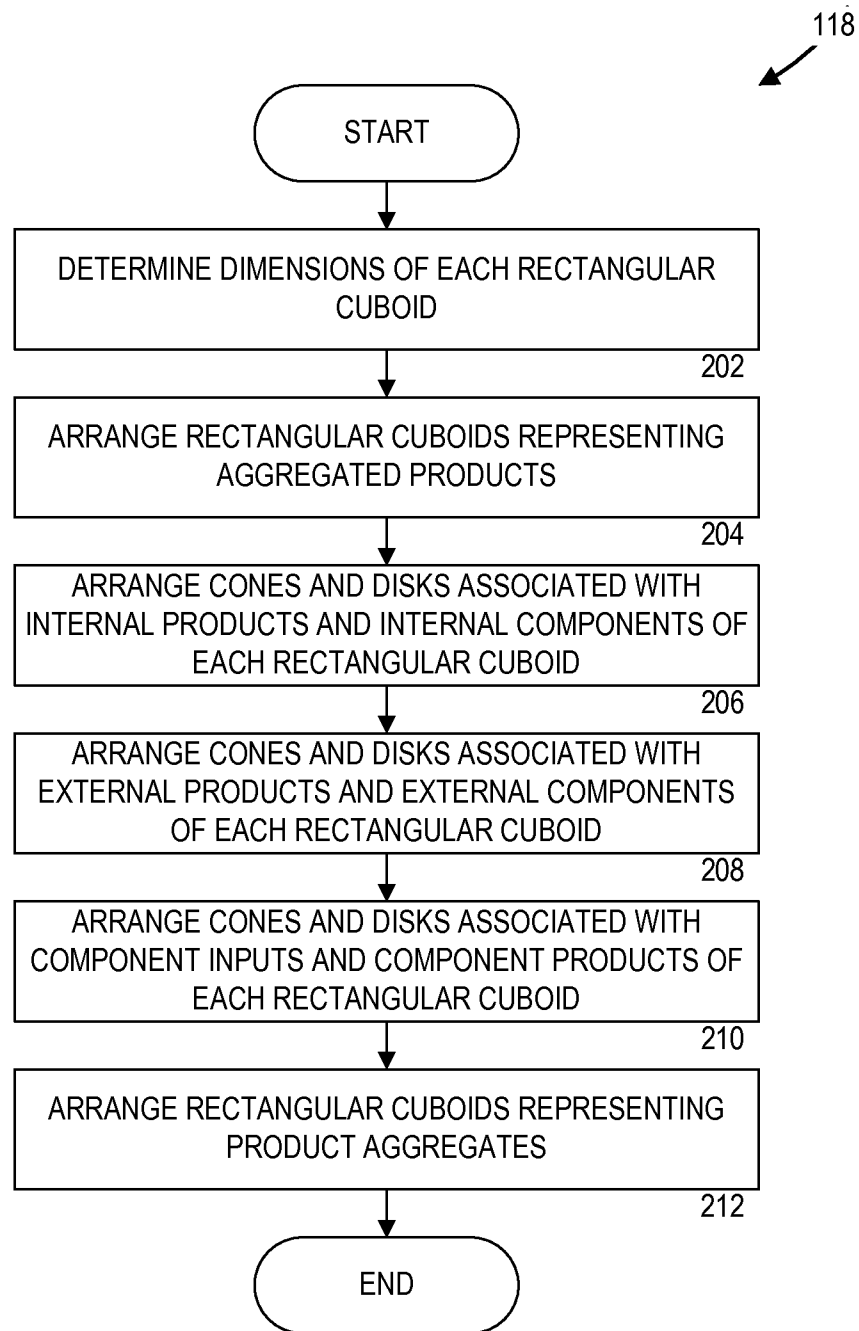 118
START
DETERMINE DIMENSIONS OF EACH RECTANGULAR
CUBOID
202
ARRANGE RECTANGULAR CUBOIDS REPRESENTING
AGGREGATED PRODUCTS
204
ARRANGE CONES AND DISKS ASSOCIATED WITH
INTERNAL PRODUCTS AND INTERNAL COMPONENTS OF
EACH RECTANGULAR CUBOID
206
ARRANGE CONES AND DISKS ASSOCIATED WITH
EXTERNAL PRODUCTS AND EXTERNAL COMPONENTS
OF EACH RECTANGULAR CUBOID
208
ARRANGE CONES AND DISKS ASSOCIATED WITH
COMPONENT INPUTS AND COMPONENT PRODUCTS OF
EACH RECTANGULAR CUBOID
210
ARRANGE RECTANGULAR CUBOIDS REPRESENTING
PRODUCT AGGREGATES
212
END